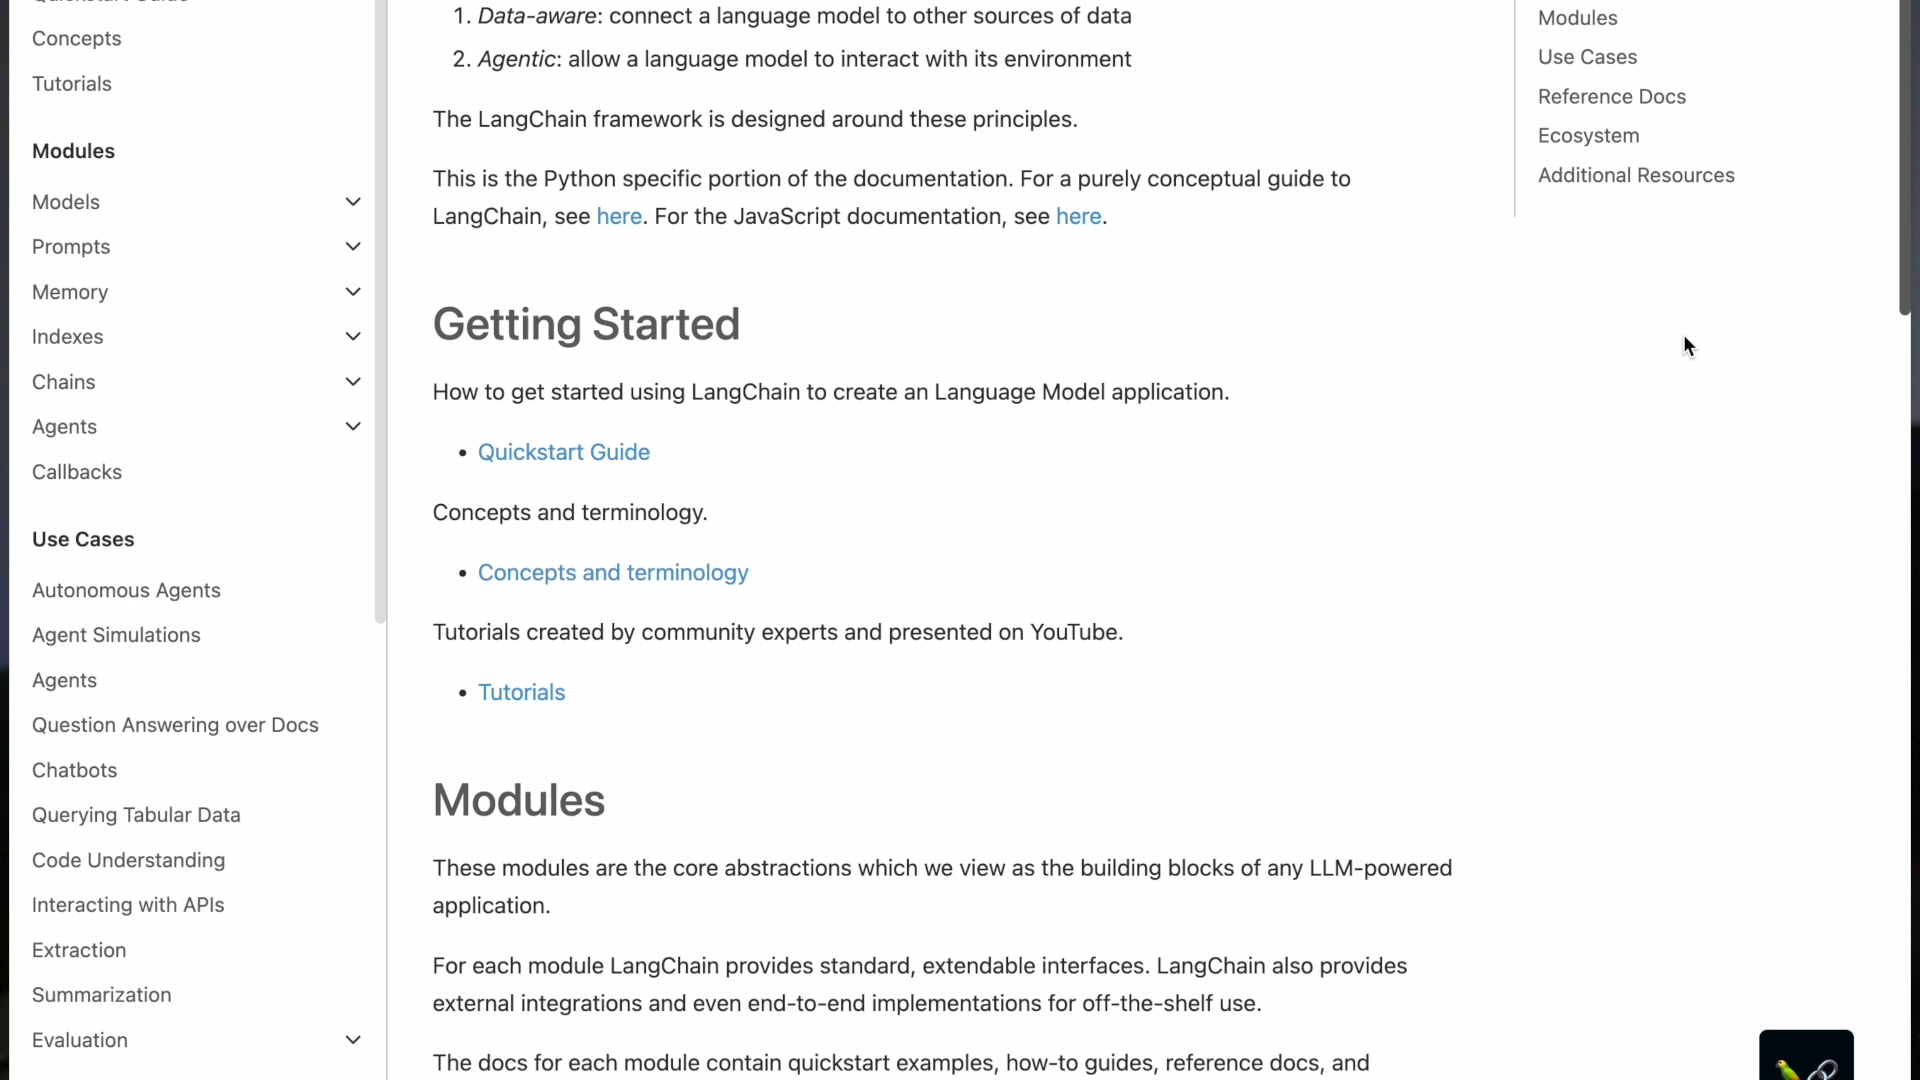 Concepts
Tutorials
Modules
Models
Prompts
Memory
Indexes
Chains
Agents
Callbacks
Use Cases
Autonomous Agents
Agent Simulations
Agents
Question Answering over Docs
Chatbots
Querying Tabular Data
Code Understanding
Interacting with APIs
Extraction
Summarization
Evaluation
1. Data-aware: connect a language model to other sources of data
2. Agentic: allow a language model to interact with its environment
The LangChain framework is designed around these principles.
This is the Python specific portion of the documentation. For a purely conceptual guide to
LangChain, see here. For the JavaScript documentation, see here.
Getting Started
How to get started using LangChain to create an Language Model application.
• Quickstart Guide
Concepts and terminology.
• Concepts and terminology
Tutorials created by community experts and presented on YouTube.
• Tutorials
Modules
These modules are the core abstractions which we view as the building blocks of any LLM-powered
application.
For each module LangChain provides standard, extendable interfaces. LangChain also provides
external integrations and even end-to-end implementations for off-the-shelf use.
The docs for each module contain quickstart examples, how-to guides, reference docs, and
Modules
Use Cases
Reference Docs
Ecosystem
Additional Resources